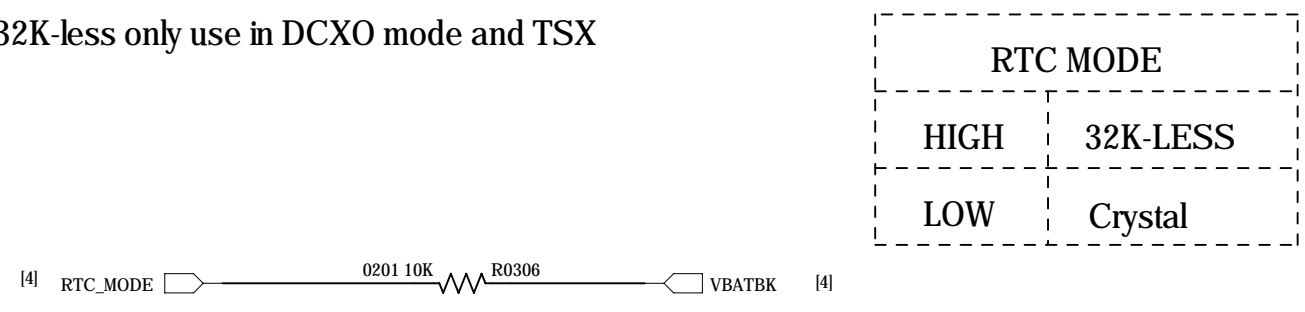 32K-less only use in DCXO mode and TSX
RTC MODE
HIGH 32K-LESS
LOW Crystal
[4] RTC_MODE 0201 10K R0306 VBATBK [4]